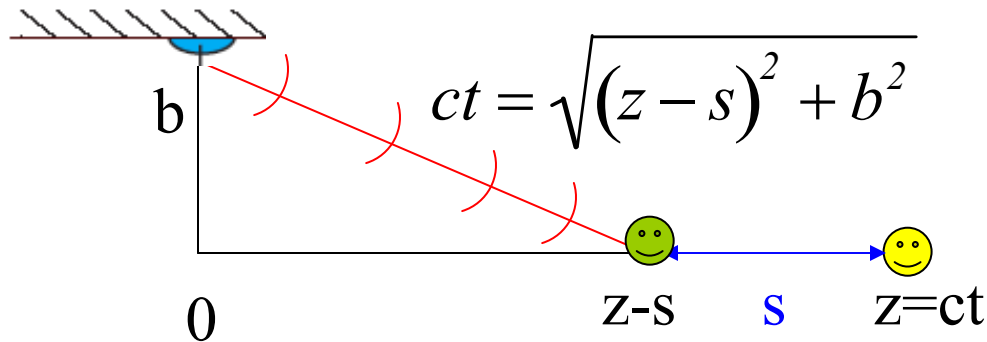 b
ct = √((z − s)² + b²)
0
z-s
s
z=ct